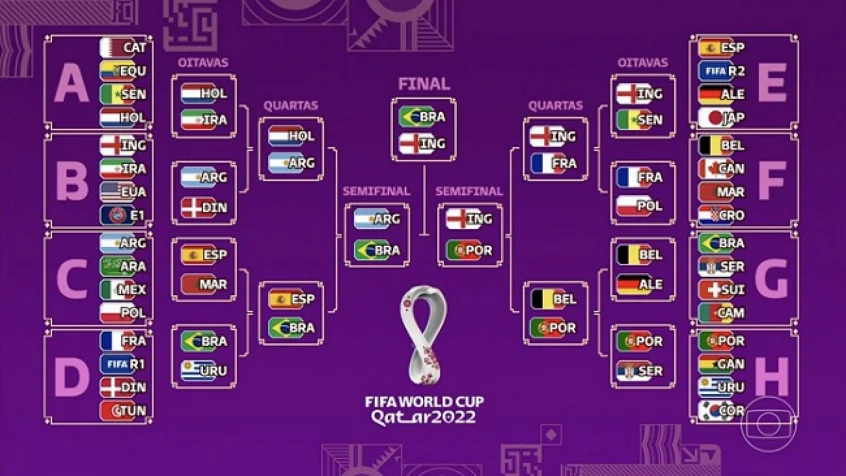 A
CAT
EQU
SEN
HOL
B
ING
IRA
EUA
E1
C
ARG
ARA
MEX
POL
D
FRA
FIFA R1
DIN
TUN
OITAVAS
HOL
IRA
ARG
DIN
ESP
MAR
BRA
URU
QUARTAS
HOL
ARG
ESP
BRA
SEMIFINAL
ARG
BRA
FINAL
BRA
ING
SEMIFINAL
ING
POR
QUARTAS
ING
FRA
BEL
POR
OITAVAS
ING
SEN
FRA
POL
BEL
ALE
POR
SER
E
ESP
FIFA R2
ALE
JAP
F
BEL
CAN
MAR
CRO
G
BRA
SER
SUI
CAM
H
POR
GAN
URU
COR
FIFA WORLD CUP
Qatar2022